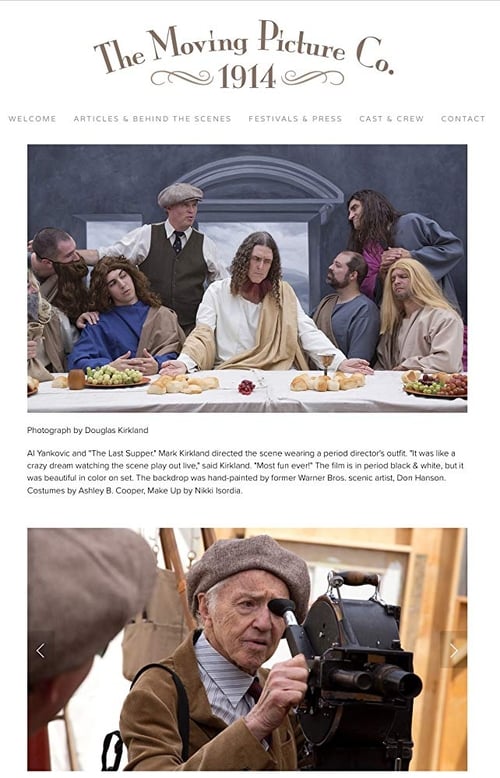 The Moving Picture Co.
1914
WELCOME ARTICLES & BEHIND THE SCENES FESTIVALS & PRESS CAST & CREW CONTACT
Photograph by Douglas Kirkland
Al Yankovic and "The Last Supper." Mark Kirkland directed the scene wearing a period director's outfit. "It was like a
crazy dream watching the scene play out live," said Kirkland. "Most fun ever!" The film is in period black & white, but it
was beautiful in color on set. The backdrop was hand-painted by former Warner Bros. scenic artist, Don Hanson.
Costumes by Ashley B. Cooper, Make Up by Nikki Isordia.